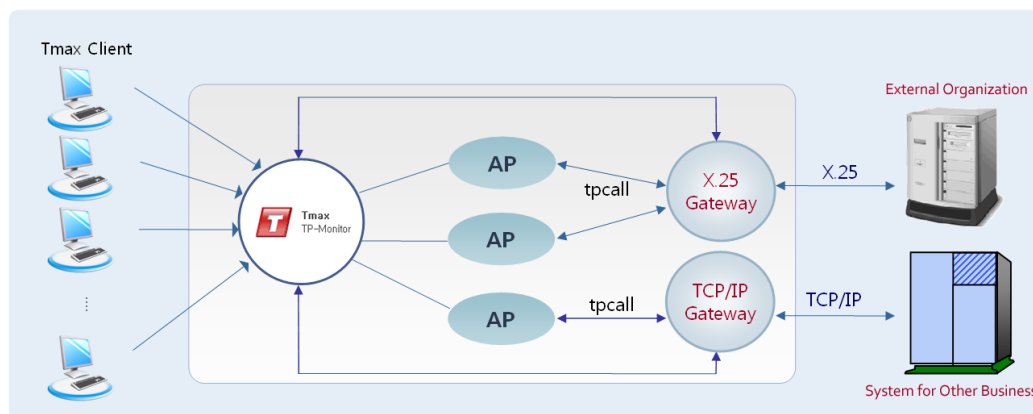 Tmax Client
External Organization
AP
X.25
Gateway
X.25
tpcall
T
Tmax
TP-Monitor
AP
TCP/IP
Gateway
TCP/IP
tpcall
AP
System for Other Business